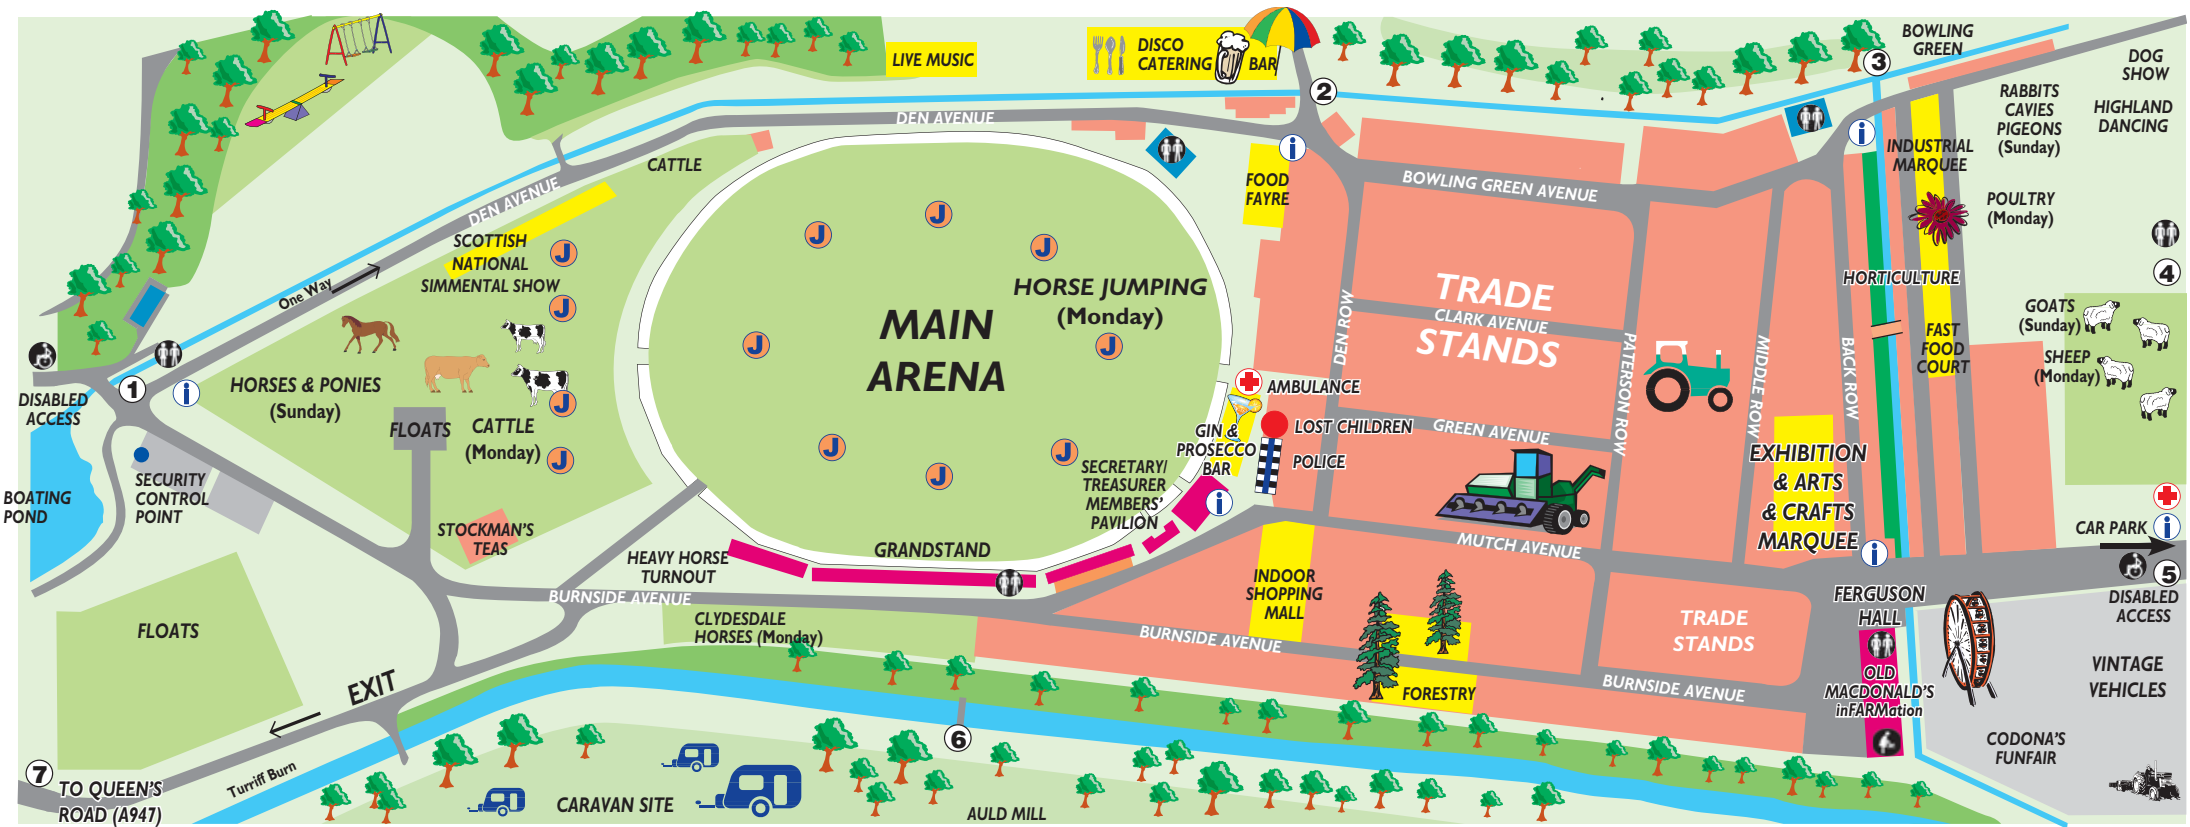 LIVE MUSIC
DISCO
CATERING
BAR
BOWLING
GREEN
DOG
SHOW
RABBITS
CAVIES
PIGEONS
(Sunday)
HIGHLAND
DANCING
2
3
DEN AVENUE
CATTLE
i
i
INDUSTRIAL
MARQUEE
FOOD
FAYRE
BOWLING GREEN AVENUE
POULTRY
(Monday)
DEN AVENUE
SCOTTISH
NATIONAL
SIMMENTAL SHOW
J
J
J
J
J
J
J
J
J
J
J
J
One Way
HORSE JUMPING
(Monday)
MAIN
ARENA
TRADE
STANDS
CLARK AVENUE
DEN ROW
PATERSON ROW
MIDDLE ROW
BACK ROW
HORTICULTURE
4
GOATS
(Sunday)
SHEEP
(Monday)
FAST
FOOD
COURT
1
i
DISABLED
ACCESS
HORSES & PONIES
(Sunday)
FLOATS
CATTLE
(Monday)
AMBULANCE
LOST CHILDREN
POLICE
GIN &
PROSECCO
BAR
GREEN AVENUE
EXHIBITION
& ARTS
& CRAFTS
MARQUEE
SECURITY
CONTROL
POINT
BOATING
POND
SECRETARY/
TREASURER
MEMBERS'
PAVILION
i
STOCKMAN'S
TEAS
GRANDSTAND
HEAVY HORSE
TURNOUT
MUTCH AVENUE
i
CAR PARK
i
5
DISABLED
ACCESS
BURNSIDE AVENUE
INDOOR
SHOPPING
MALL
FERGUSON
HALL
FLOATS
CLYDESDALE
HORSES (Monday)
BURNSIDE AVENUE
TRADE
STANDS
BURNSIDE AVENUE
FORESTRY
OLD
MACDONALD'S
inFARMation
VINTAGE
VEHICLES
EXIT
6
CODONA'S
FUNFAIR
7
TO QUEEN'S
ROAD (A947)
Turriff Burn
CARAVAN SITE
AULD MILL